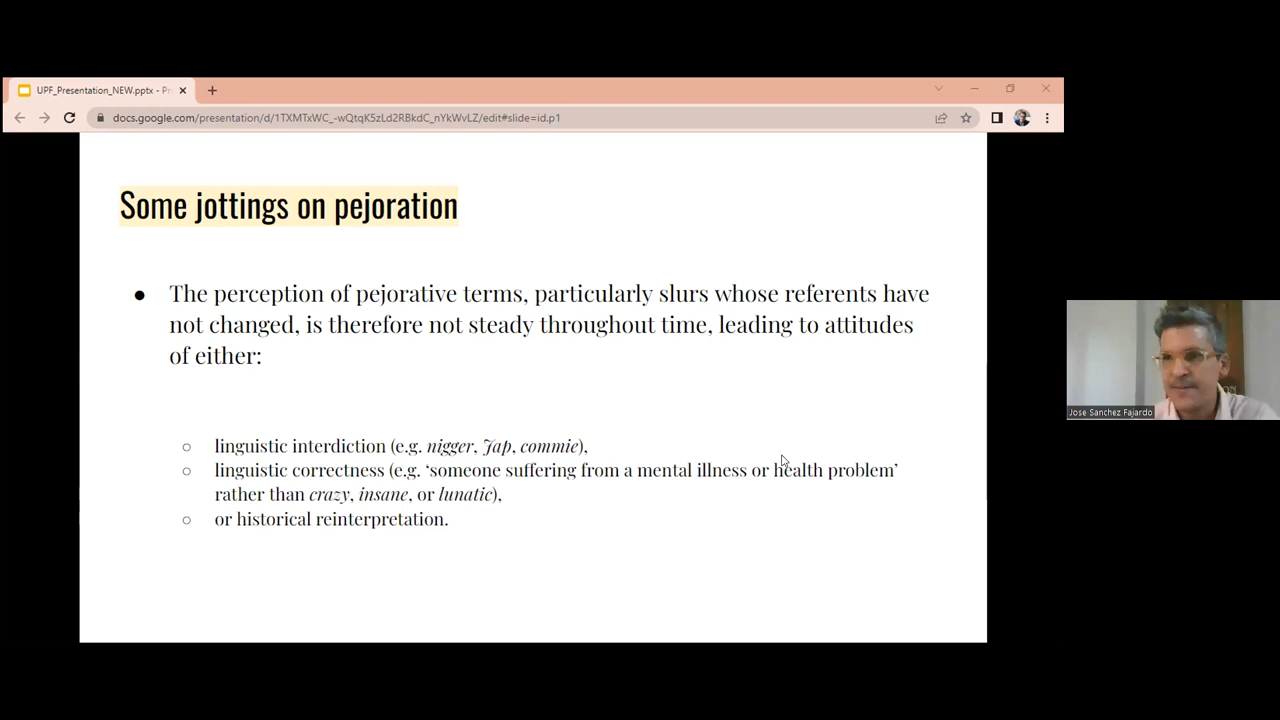 UPF_Presentation_NEW.pptx - Pr
docs.google.com/presentation/d/1TXMTxWC_-wQtqK5zLd2RBkdC_nYkWvLZ/edit#slide=id.p1
Some jottings on pejoration
● The perception of pejorative terms, particularly slurs whose referents have
not changed, is therefore not steady throughout time, leading to attitudes
of either:
○ linguistic interdiction (e.g. nigger, Jap, commie),
○ linguistic correctness (e.g. ‘someone suffering from a mental illness or health problem’
rather than crazy, insane, or lunatic),
○ or historical reinterpretation.
Jose Sanchez Fajardo